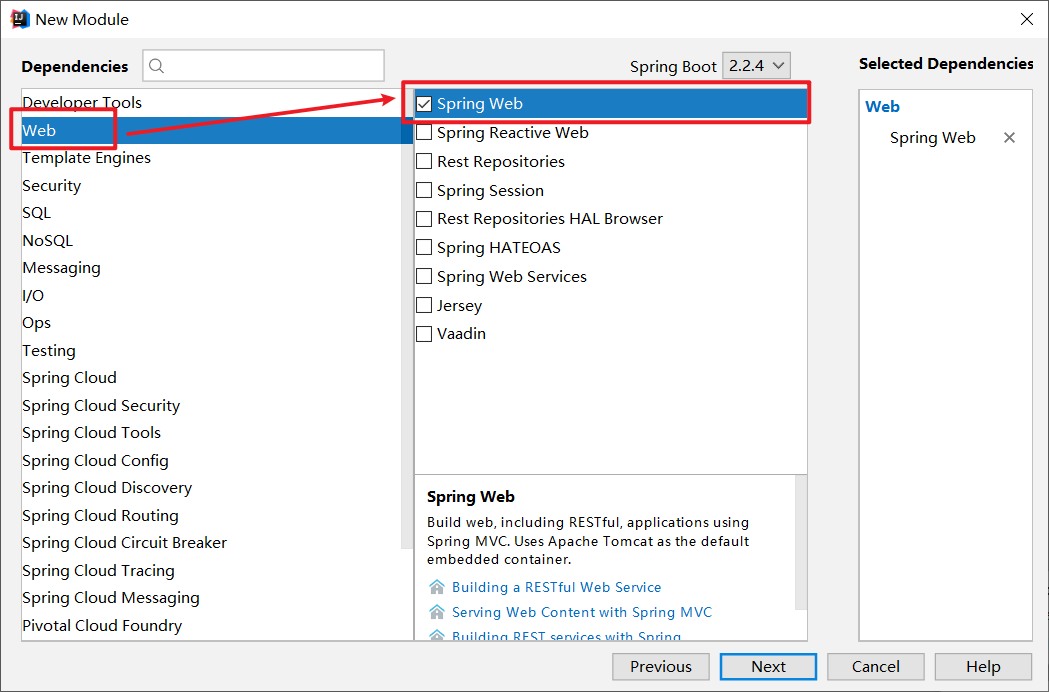 New Module
Dependencies
Spring Boot 2.2.4
Selected Dependencies
Developer Tools
Web
Template Engines
Security
SQL
NoSQL
Messaging
I/O
Ops
Testing
Spring Cloud
Spring Cloud Security
Spring Cloud Tools
Spring Cloud Config
Spring Cloud Discovery
Spring Cloud Routing
Spring Cloud Circuit Breaker
Spring Cloud Tracing
Spring Cloud Messaging
Pivotal Cloud Foundry
Spring Web
Spring Reactive Web
Rest Repositories
Spring Session
Rest Repositories HAL Browser
Spring HATEOAS
Spring Web Services
Jersey
Vaadin
Spring Web
Build web, including RESTful, applications using
Spring MVC. Uses Apache Tomcat as the default
embedded container.
Building a RESTful Web Service
Serving Web Content with Spring MVC
Building REST services with Spring
Web
Spring Web
Previous
Next
Cancel
Help